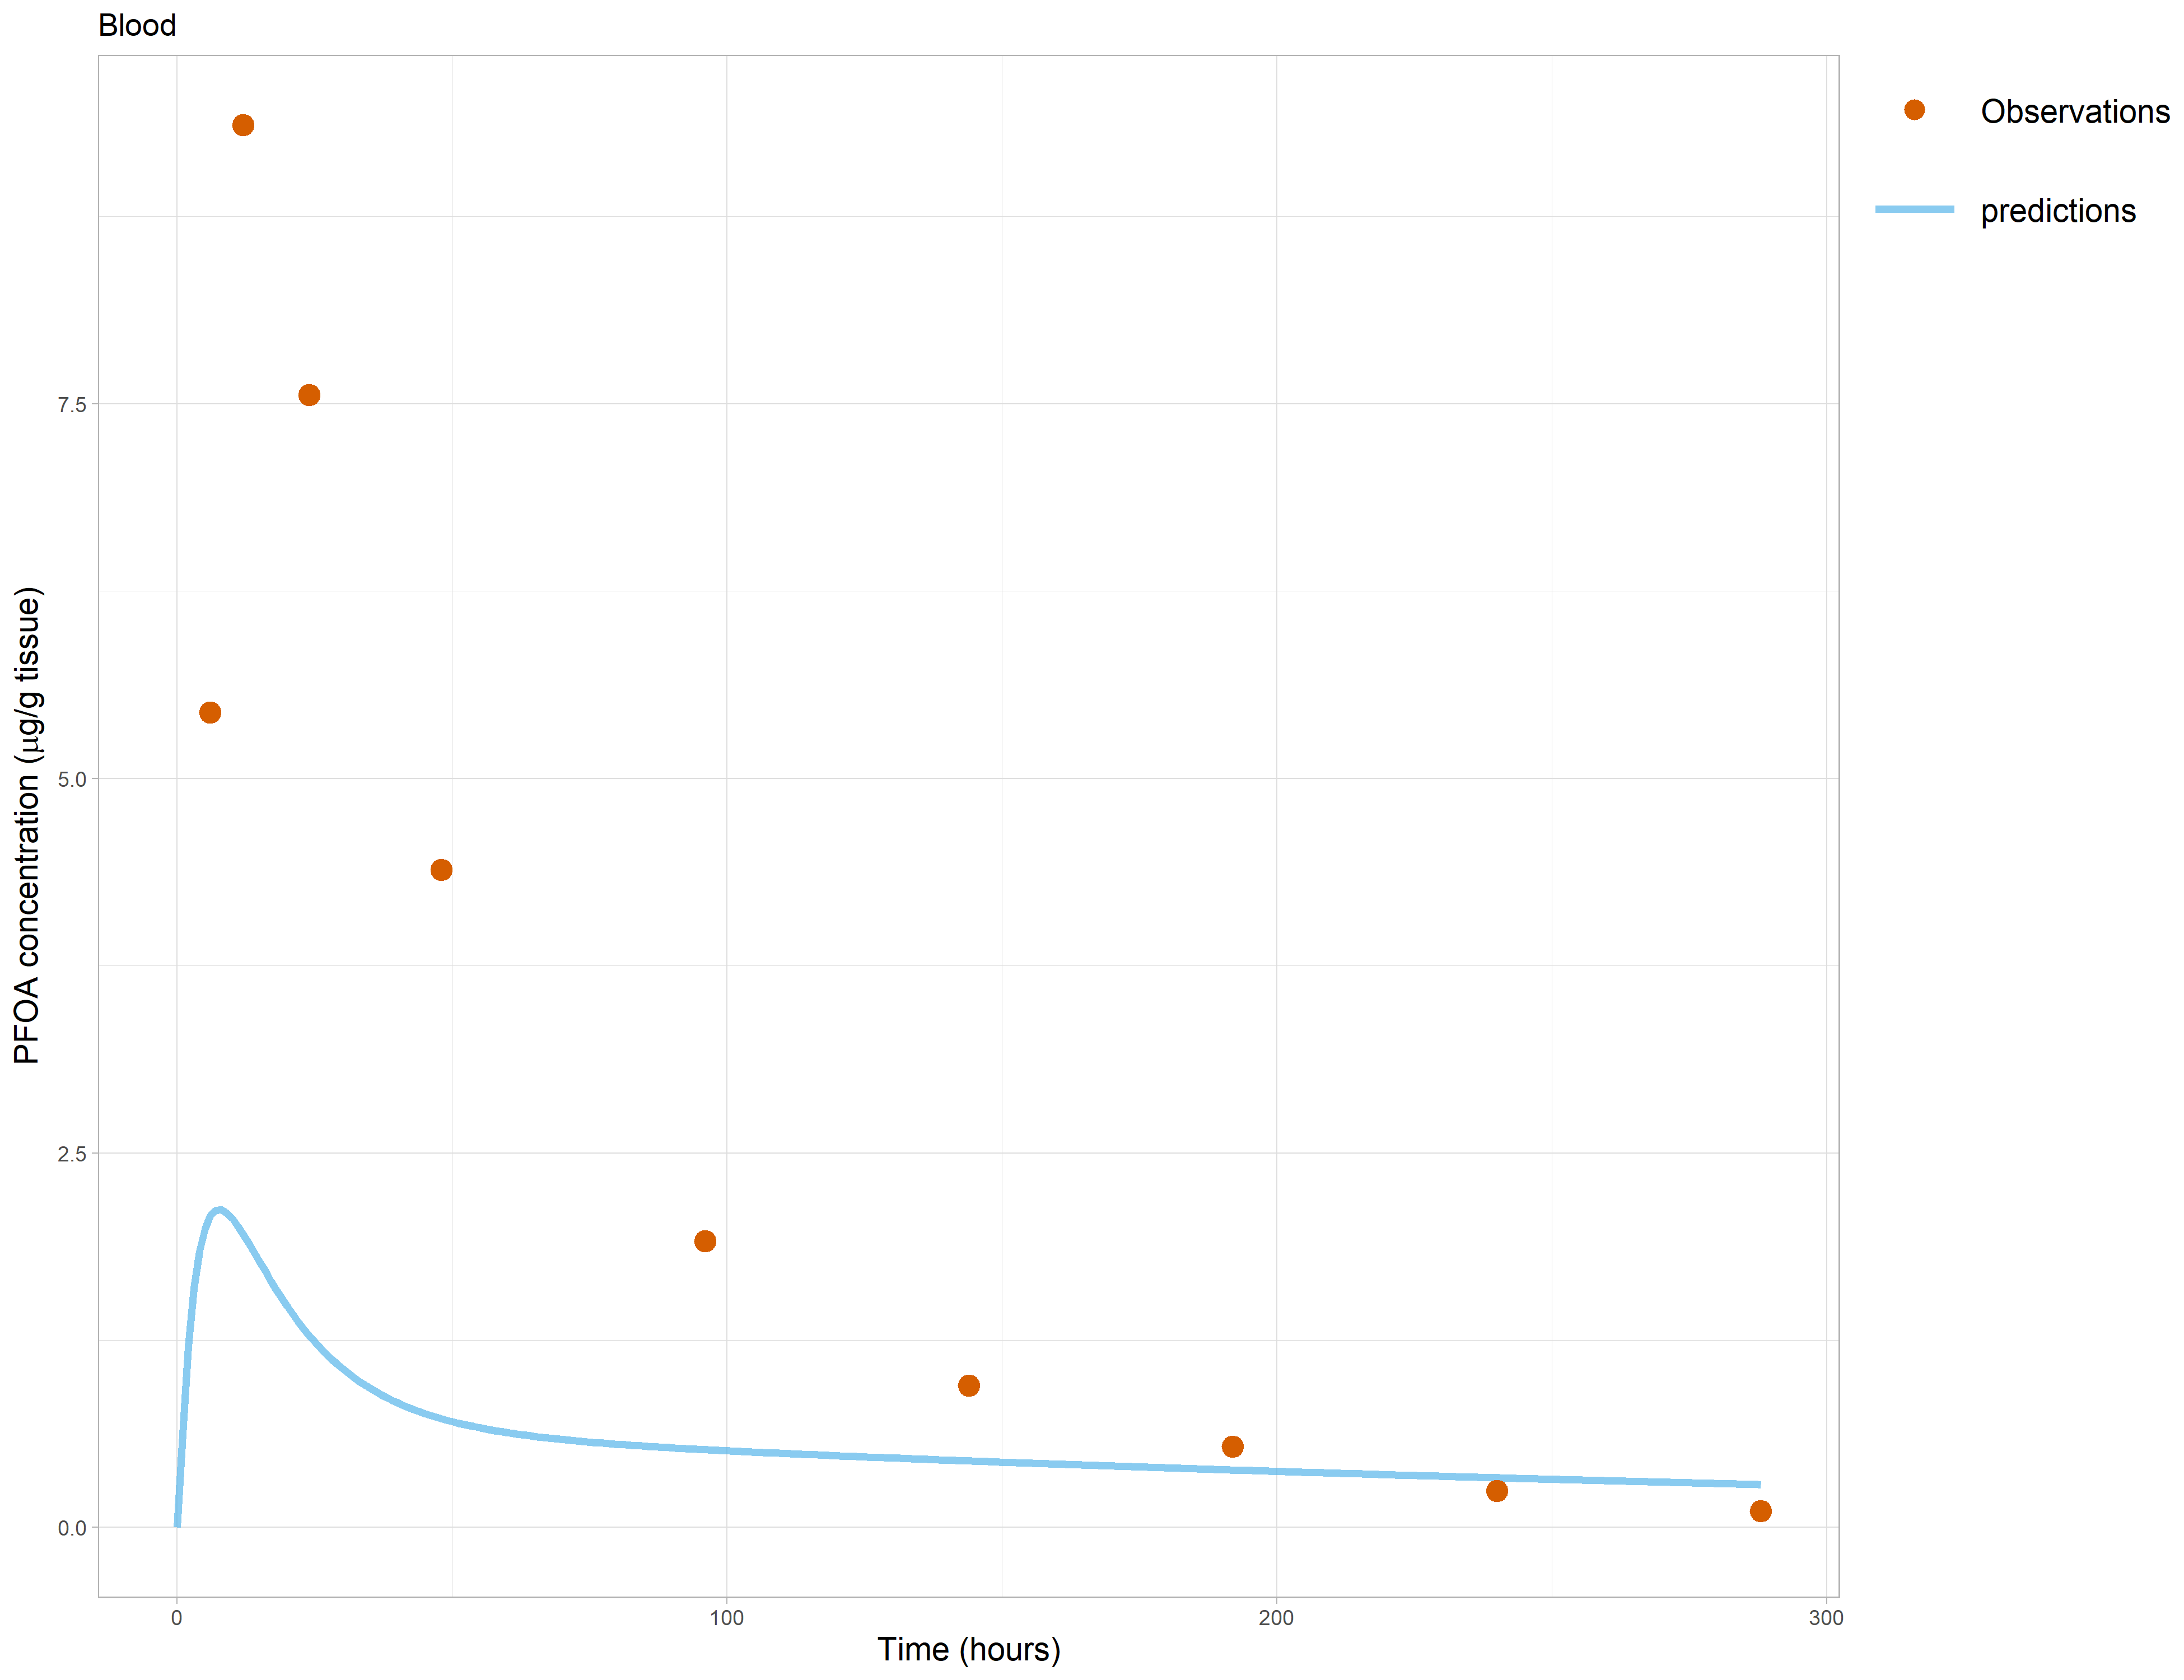 Blood
Observations
predictions
PFOA concentration (μg/g tissue)
7.5
5.0
2.5
0.0
0 100 200 300
Time (hours)